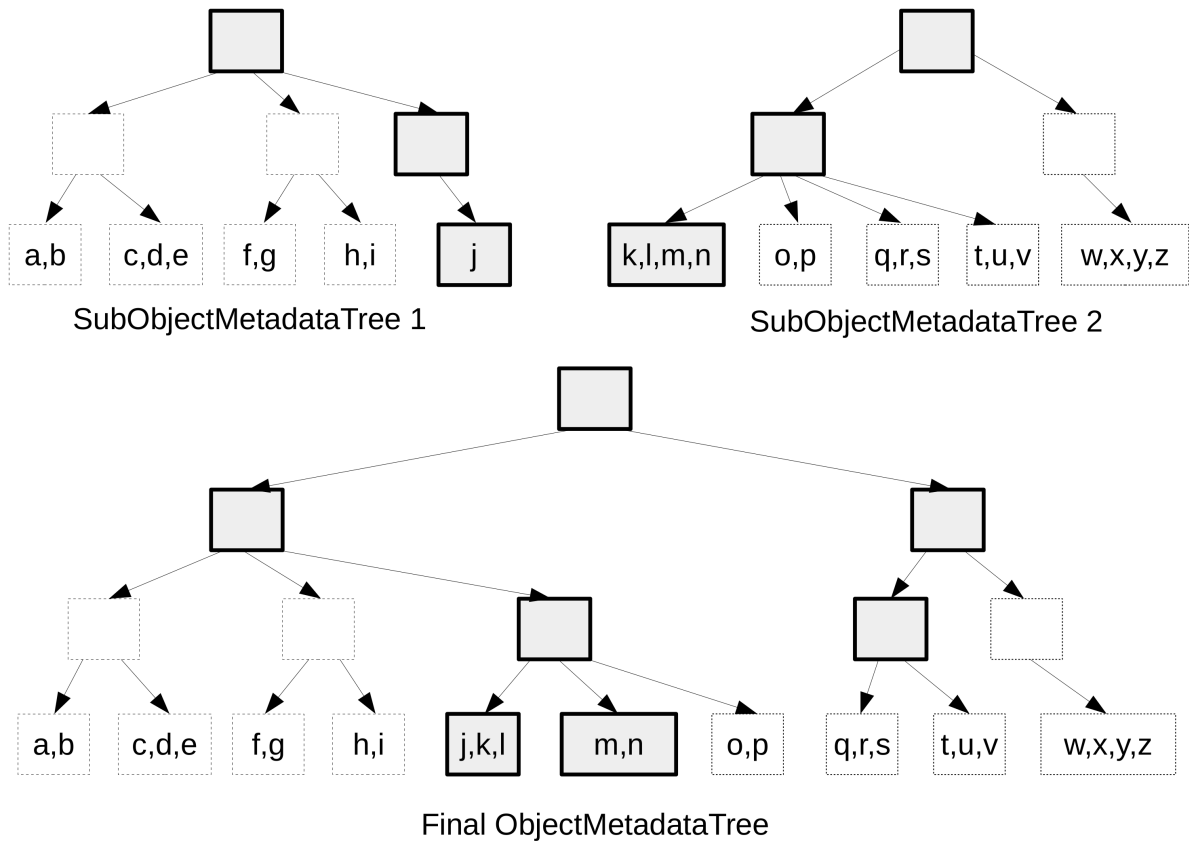 a,b c,d,e f,g h,i j
k,l,m,n o,p q,r,s t,u,v w,x,y,z
SubObjectMetadataTree 1
SubObjectMetadataTree 2
a,b c,d,e f,g h,i j,k,l m,n o,p q,r,s t,u,v w,x,y,z
Final ObjectMetadataTree